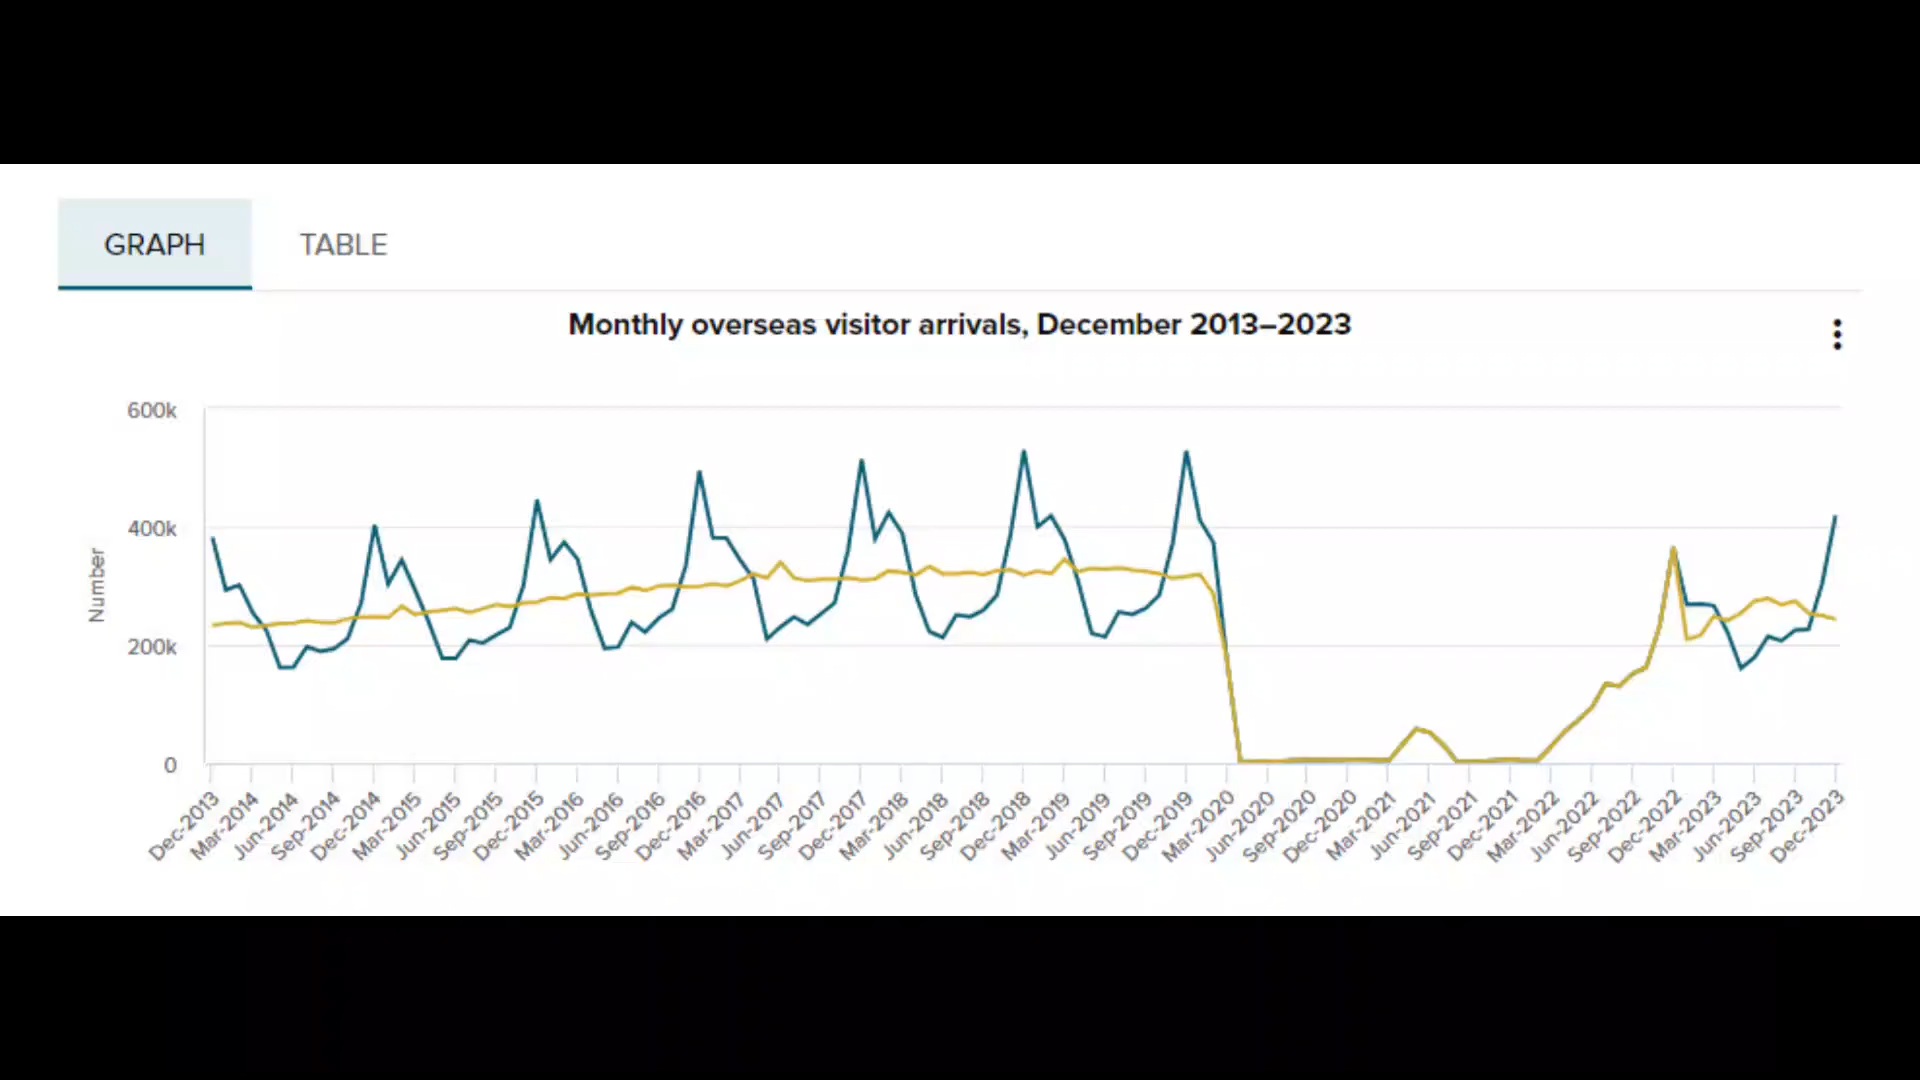 GRAPH
TABLE
Monthly overseas visitor arrivals, December 2013–2023
600k
400k
200k
0
Number
Dec-2013
Mar-2014
Jun-2014
Sep-2014
Dec-2014
Mar-2015
Jun-2015
Sep-2015
Dec-2015
Mar-2016
Jun-2016
Sep-2016
Dec-2016
Mar-2017
Jun-2017
Sep-2017
Dec-2017
Mar-2018
Jun-2018
Sep-2018
Dec-2018
Mar-2019
Jun-2019
Sep-2019
Dec-2019
Mar-2020
Jun-2020
Sep-2020
Dec-2020
Mar-2021
Jun-2021
Sep-2021
Dec-2021
Mar-2022
Jun-2022
Sep-2022
Dec-2022
Mar-2023
Jun-2023
Sep-2023
Dec-2023